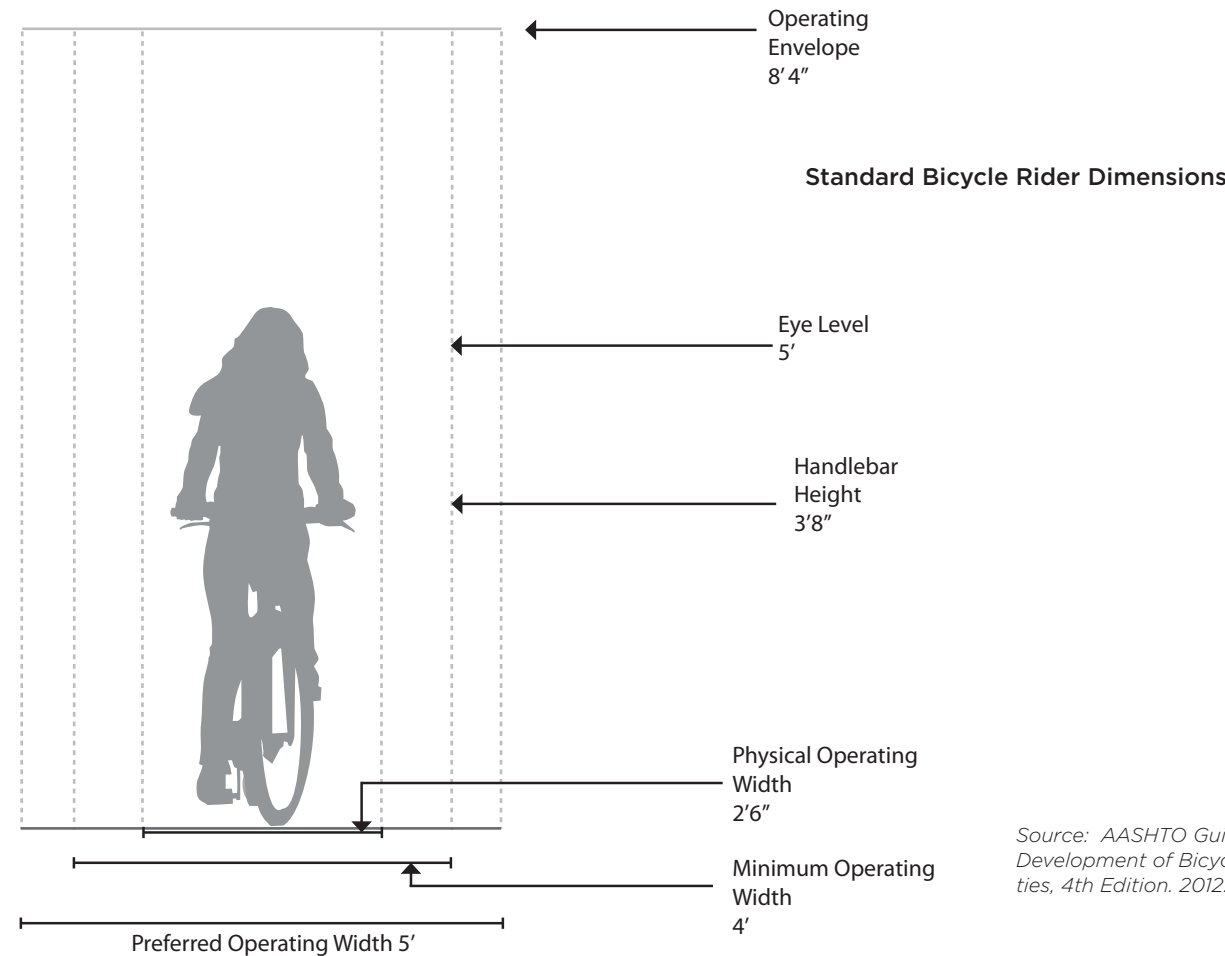 Operating
Envelope
8’ 4”
Standard Bicycle Rider Dimensions
Eye Level
5’
Handlebar
Height
3’8”
Physical Operating
Width
2’6”
Minimum Operating
Width
4’
Preferred Operating Width 5’
Source: AASHTO
Development of
ties, 4th Edition. 2012.